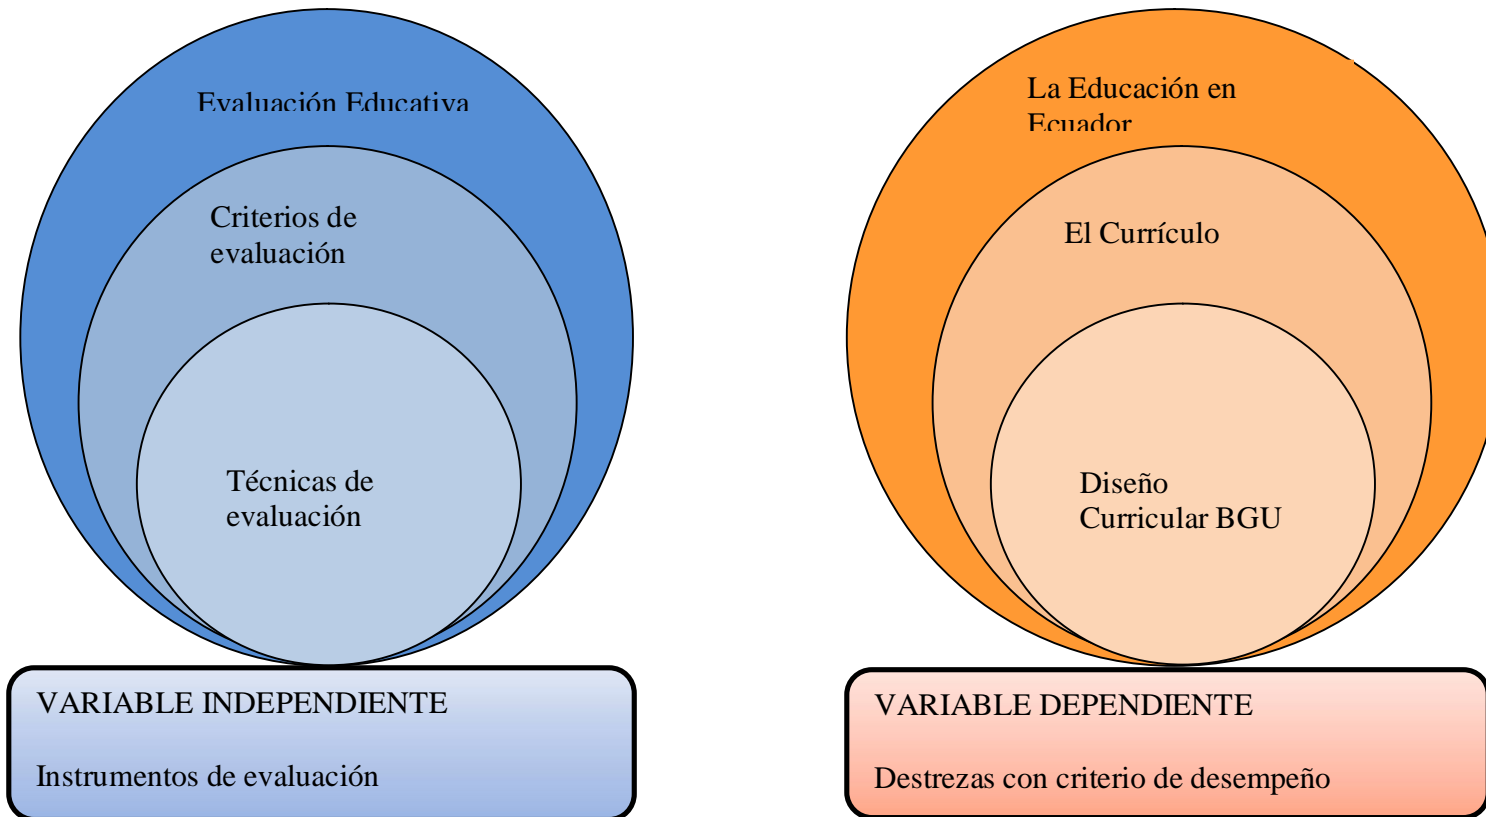 Evaluación Educativa
Criterios de
evaluación
Técnicas de
evaluación
VARIABLE INDEPENDIENTE
Instrumentos de evaluación
La Educación en
Ecuador
El Currículo
Diseño
Curricular BGU
VARIABLE DEPENDIENTE
Destrezas con criterio de desempeño